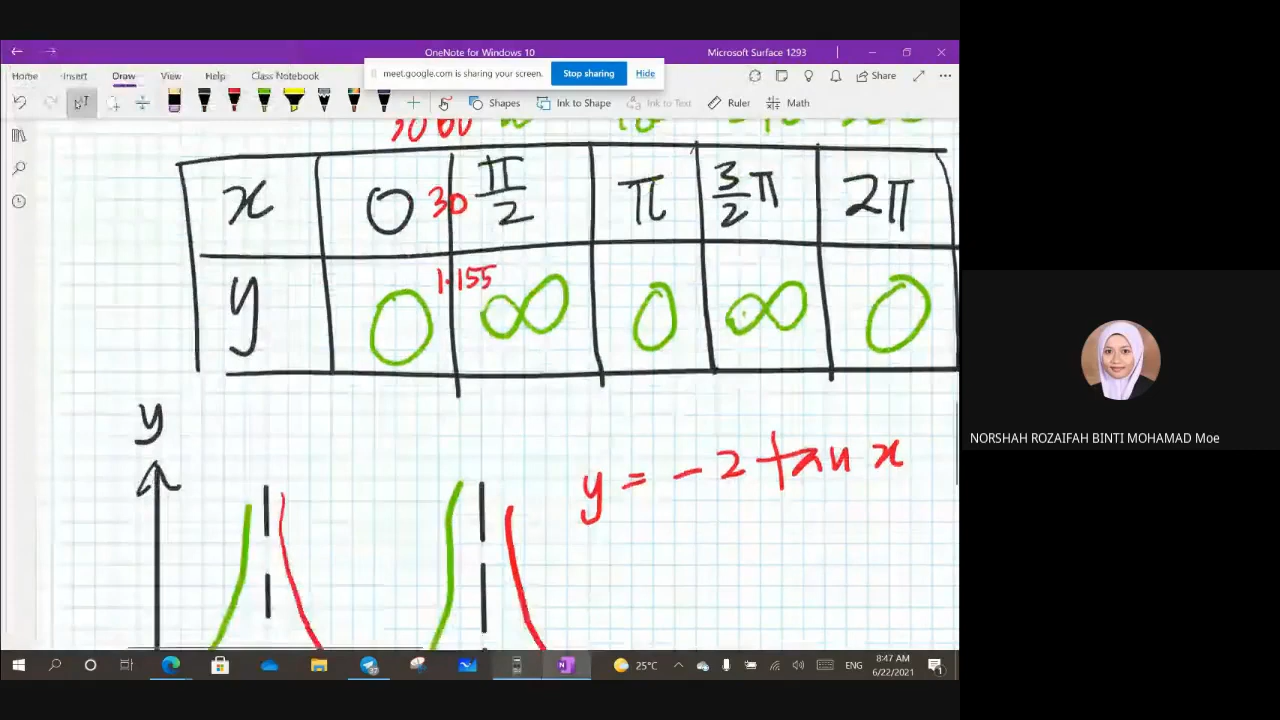 OneNote for Windows 10
Microsoft Surface 1293
Home Insert Draw View Help Class Notebook
meet.google.com is sharing your screen. Stop sharing Hide
Share
Shapes Ink to Shape Ink to Text Ruler Math
30 60
x 0 30 π/2 π 3/2 π 2π
y 0 1.155 ∞ 0 ∞ 0
y
y = -2 tan x
NORSHAH ROZAIFAH BINTI MOHAMAD Moe
25°C ENG 8:47 AM
6/22/2021